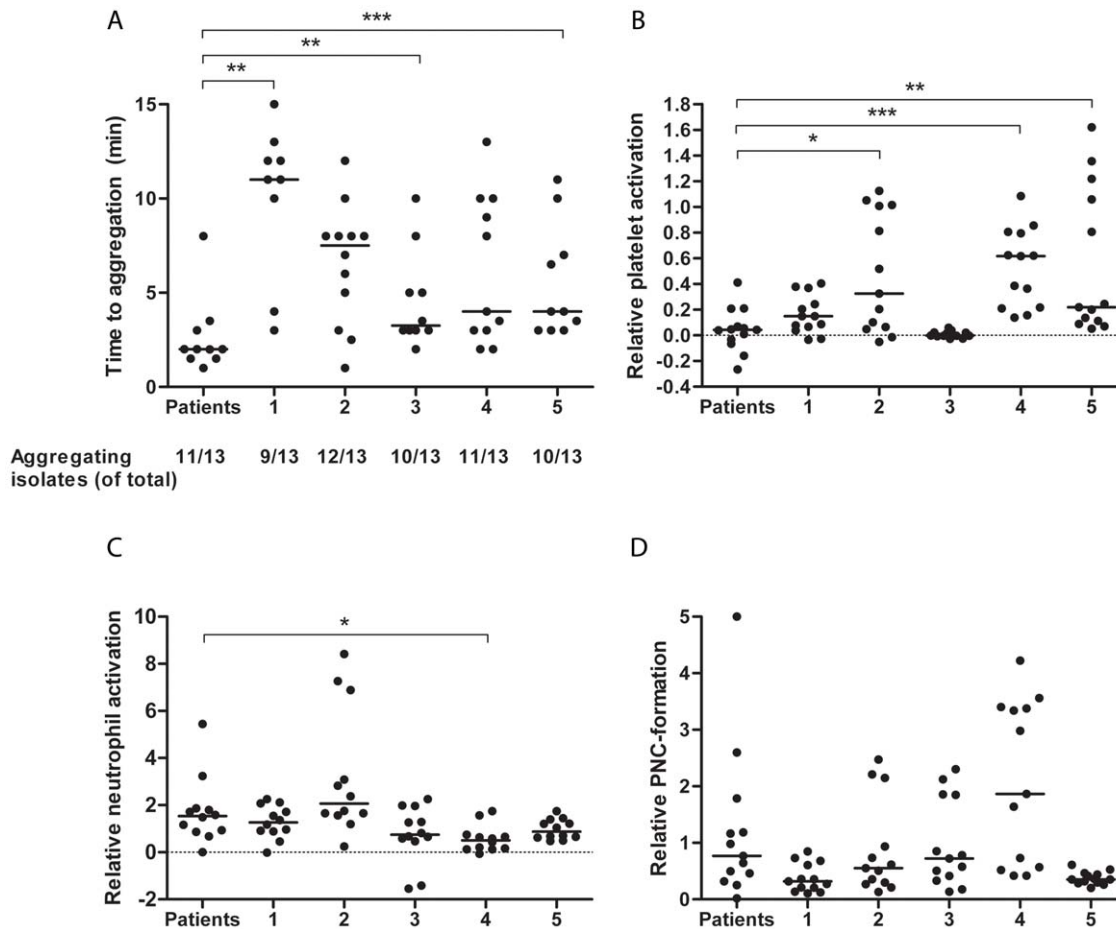 A
***
**
**
Time to aggregation (min)
15
10
5
0
Patients 1 2 3 4 5
Aggregating isolates (of total)
11/13 9/13 12/13 10/13 11/13 10/13
B
**
***
*
Relative platelet activation
1.8
1.6
1.4
1.2
1.0
0.8
0.6
0.4
0.2
0.0
-0.2
-0.4
Patients 1 2 3 4 5
C
*
Relative neutrophil activation
10
8
6
4
2
0
-2
Patients 1 2 3 4 5
D
Relative PNC-formation
5
4
3
2
1
0
Patients 1 2 3 4 5